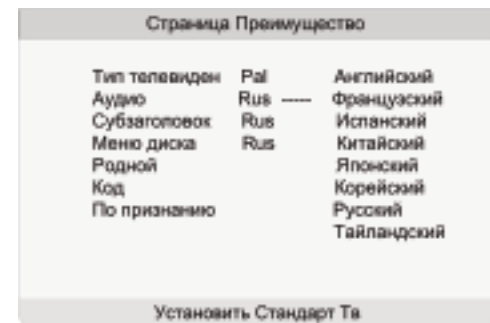 Страница Преимущество
Тип телевиден Pal Английский
Аудио Rus ----- Французский
Субзаголовок Rus Испанский
Меню диска Rus Китайский
Родной Японский
Код Корейский
По признанию Русский
Тайландский
Установить Стандарт Тв